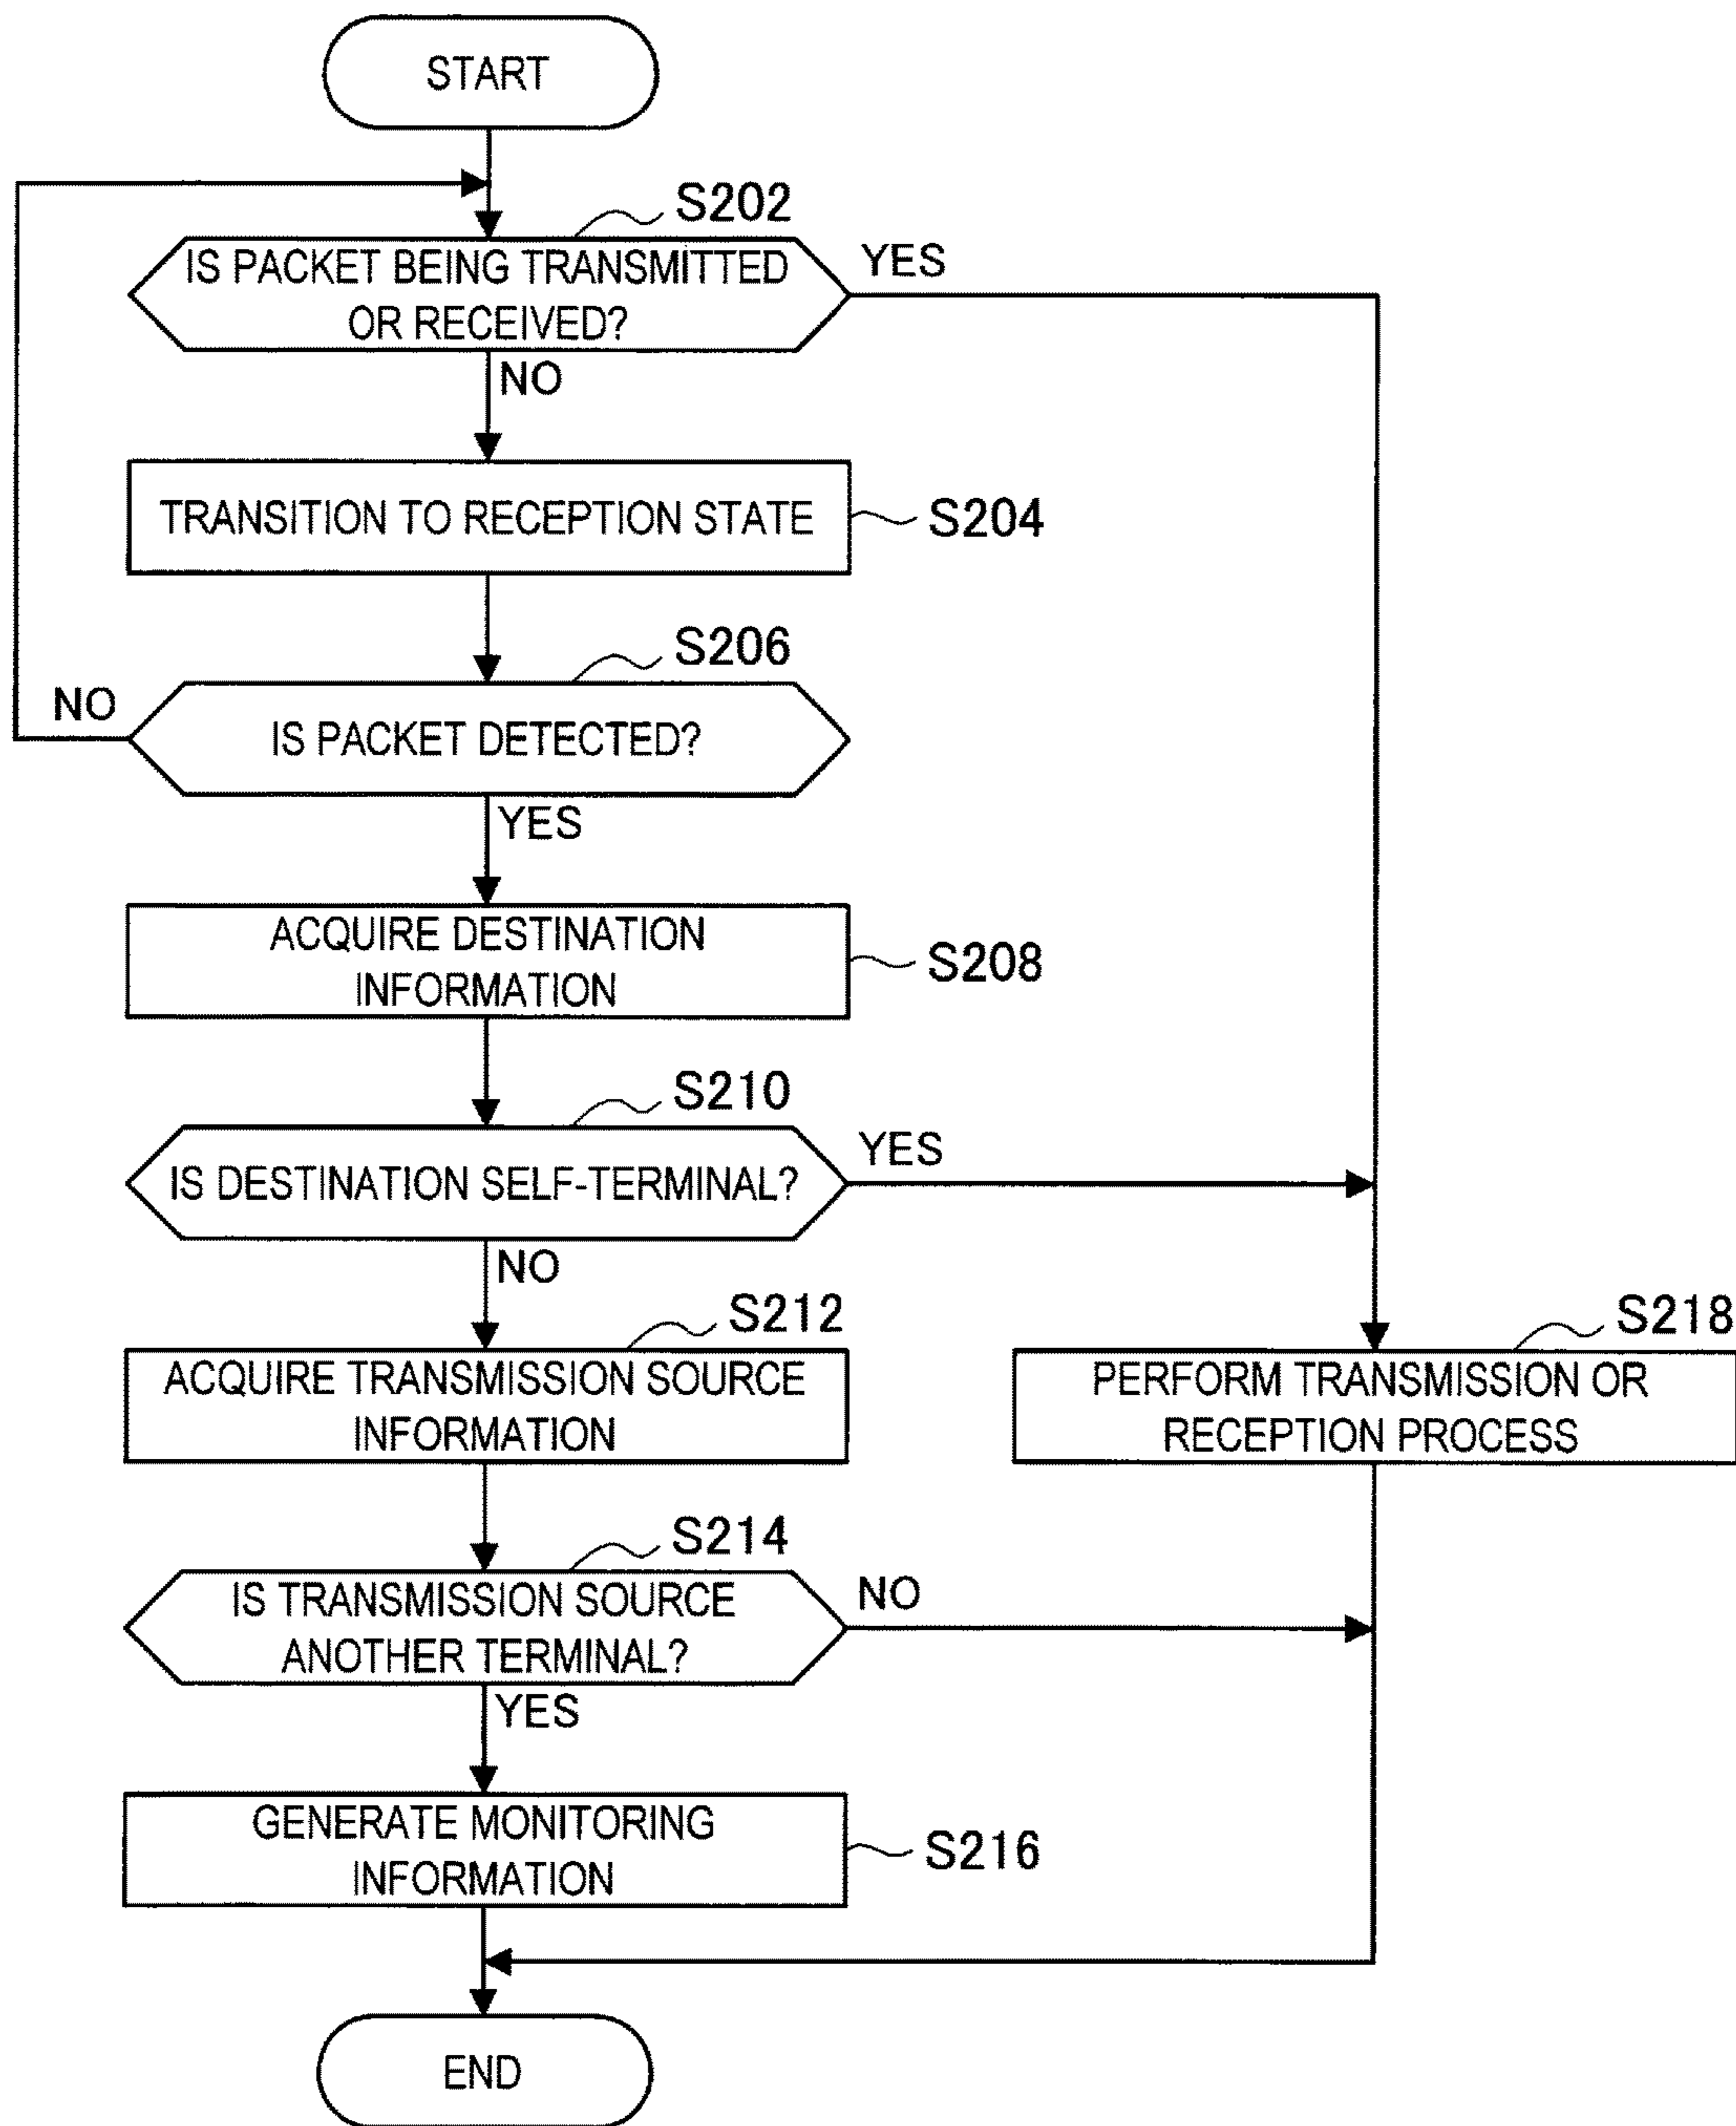 START
S202
IS PACKET BEING TRANSMITTED
OR RECEIVED?
YES
NO
TRANSITION TO RECEPTION STATE
S204
S206
NO
IS PACKET DETECTED?
YES
ACQUIRE DESTINATION
INFORMATION
S208
S210
IS DESTINATION SELF-TERMINAL?
YES
NO
S212
ACQUIRE TRANSMISSION SOURCE
INFORMATION
S218
PERFORM TRANSMISSION OR
RECEPTION PROCESS
S214
IS TRANSMISSION SOURCE
ANOTHER TERMINAL?
NO
YES
GENERATE MONITORING
INFORMATION
S216
END